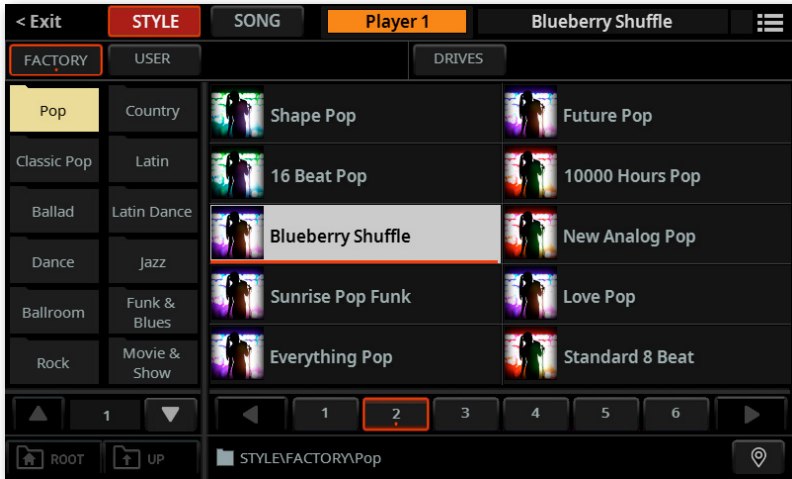 < Exit STYLE SONG Player 1 Blueberry Shuffle
FACTORY USER DRIVES
Pop Country
Classic Pop Latin
Ballad Latin Dance
Dance Jazz
Ballroom Funk &
Blues
Rock Movie &
Show
Shape Pop Future Pop
16 Beat Pop 10000 Hours Pop
Blueberry Shuffle New Analog Pop
Sunrise Pop Funk Love Pop
Everything Pop Standard 8 Beat
1 1 2 3 4 5 6
ROOT UP STYLE\FACTORY\Pop